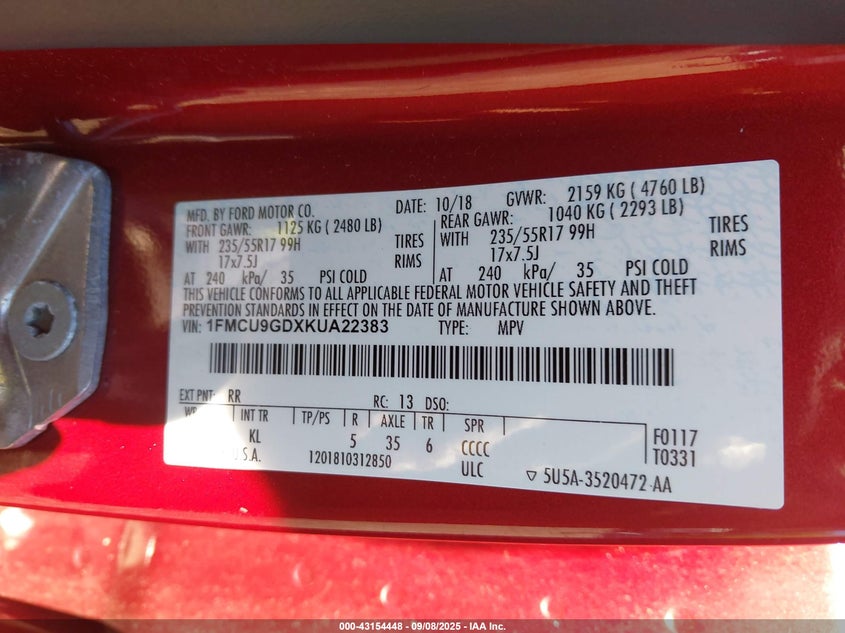 MFD. BY FORD MOTOR CO. DATE: 10/18 GVWR: 2159 KG ( 4760 LB)
FRONT GAWR: 1125 KG ( 2480 LB) REAR GAWR: 1040 KG ( 2293 LB)
WITH 235/55R17 99H TIRES WITH 235/55R17 99H TIRES
17x7.5J RIMS 17x7.5J RIMS
AT 240 kPa/ 35 PSI COLD AT 240 kPa/ 35 PSI COLD
THIS VEHICLE CONFORMS TO ALL APPLICABLE FEDERAL MOTOR VEHICLE SAFETY AND THEFT
PREVENTION STANDARDS IN EFFECT ON THE DATE OF MANUFACTURE SHOWN ABOVE.
VIN: 1FMCU9GDXKUA22383 TYPE: MPV
EXT PNT: RR RC: 13 DSO:
INT TR TP/PS R AXLE TR SPR
KL 5 35 6 CCCC F0117
.S.A. 1201810312850 ULC T0331
5U5A-3520472-AA
000-43154448 - 09/08/2025 - IAA Inc.